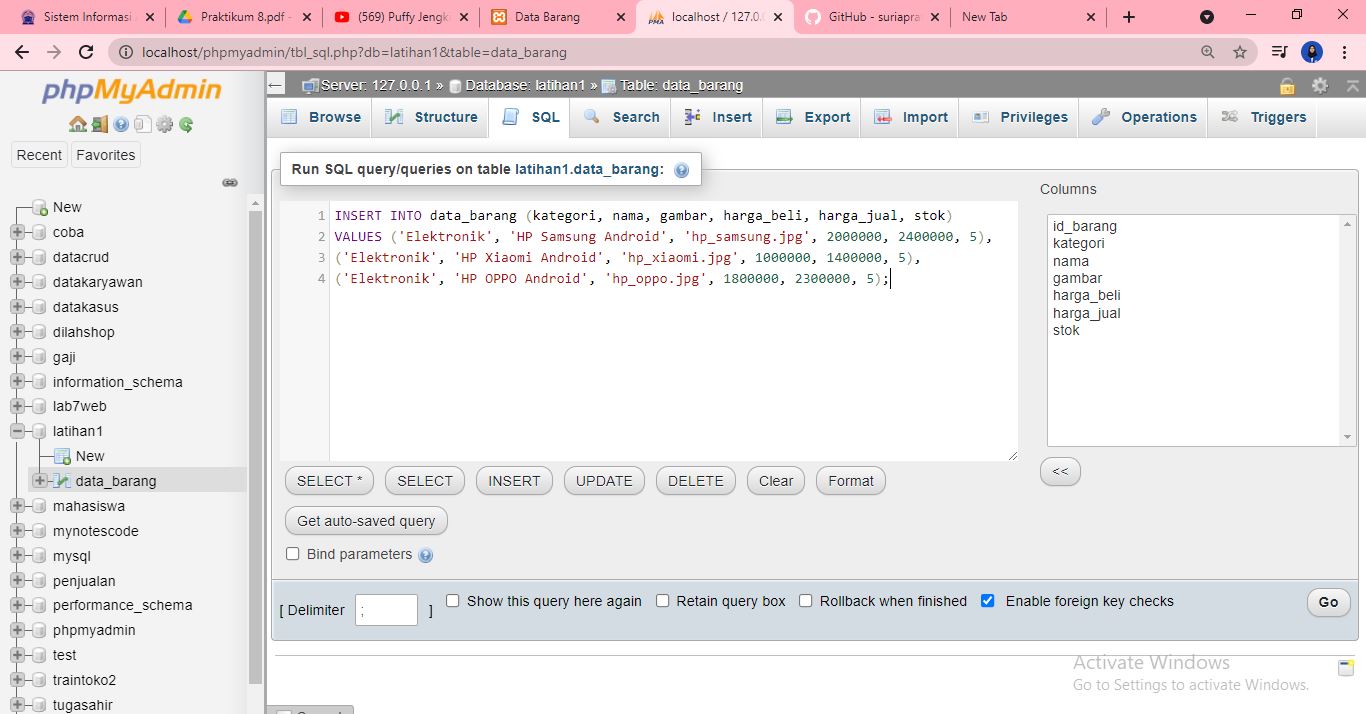 Sistem Informasi
Praktikum 8.pdf -
(569) Puffy Jengki
Data Barang
localhost / 127.0.
GitHub - suriapra
New Tab
localhost/phpmyadmin/tbl_sql.php?db=latihan1&table=data_barang
phpMyAdmin
Recent
Favorites
New
coba
datacrud
datakaryawan
datakasus
dilahshop
gaji
information_schema
lab7web
latihan1
New
data_barang
mahasiswa
mynotescode
mysql
penjualan
performance_schema
phpmyadmin
test
traintoko2
tugasahir
Server: 127.0.0.1 » Database: latihan1 » Table: data_barang
Browse
Structure
SQL
Search
Insert
Export
Import
Privileges
Operations
Triggers
Run SQL query/queries on table latihan1.data_barang:
1 INSERT INTO data_barang (kategori, nama, gambar, harga_beli, harga_jual, stok)
2 VALUES ('Elektronik', 'HP Samsung Android', 'hp_samsung.jpg', 2000000, 2400000, 5),
3 ('Elektronik', 'HP Xiaomi Android', 'hp_xiaomi.jpg', 1000000, 1400000, 5),
4 ('Elektronik', 'HP OPPO Android', 'hp_oppo.jpg', 1800000, 2300000, 5);
Columns
id_barang
kategori
nama
gambar
harga_beli
harga_jual
stok
<<
SELECT *
SELECT
INSERT
UPDATE
DELETE
Clear
Format
Get auto-saved query
Bind parameters
[ Delimiter ; ]
Show this query here again
Retain query box
Rollback when finished
Enable foreign key checks
Go
Activate Windows
Go to Settings to activate Windows.